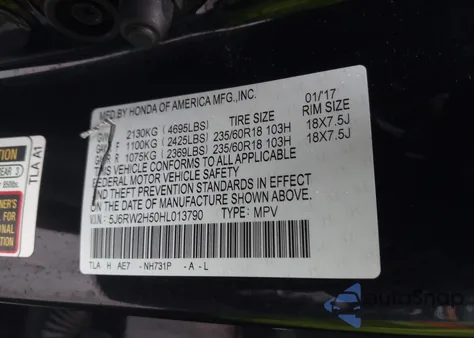 MFD.BY HONDA OF AMERICA MFG.,INC. 01/17
TIRE SIZE RIM SIZE
2130KG (4695LBS)
F 1100KG (2425LBS) 235/60R18 103H 18X7.5J
R 1075KG (2369LBS) 235/60R18 103H 18X7.5J
THIS VEHICLE CONFORMS TO ALL APPLICABLE
FEDERAL MOTOR VEHICLE SAFETY
STANDARDS IN EFFECT ON THE DATE OF
MANUFACTURE SHOWN ABOVE.
V.I.N: 5J6RW2H50HL013790 TYPE: MPV
TLA H AE7 -NH731P -A-L
TLA A1
autoSnap